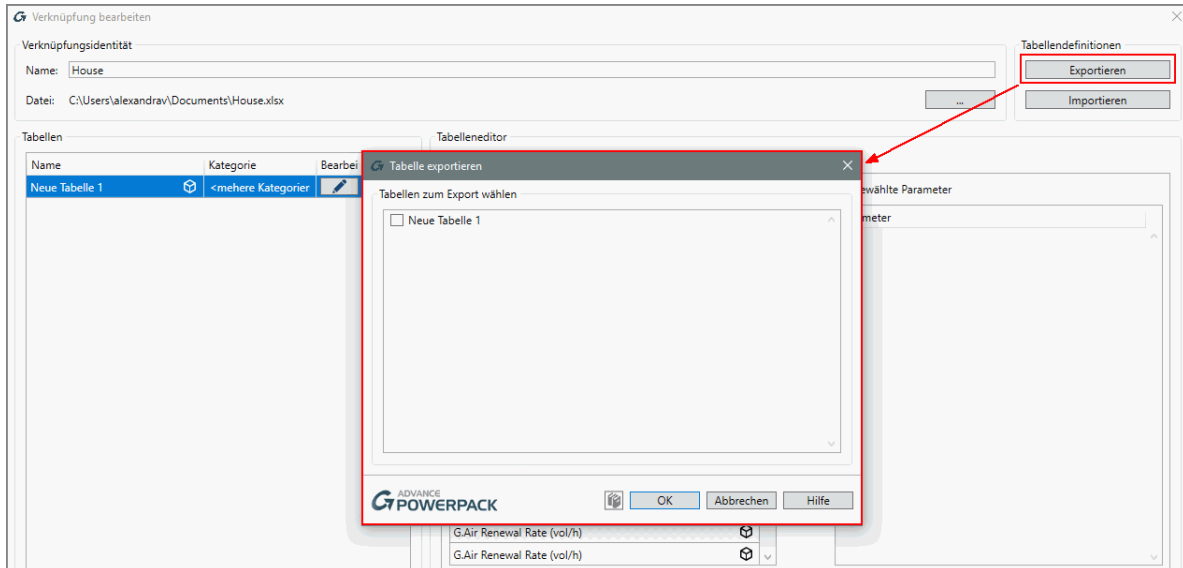 Verknüpfung bearbeiten
Verknüpfungsidentität
Name: House
Datei: C:\Users\alexandrav\Documents\House.xlsx
...
Tabellendefinitionen
Exportieren
Importieren
Tabellen
Name Kategorie Bearbei
Neue Tabelle 1 <mehere Kategorier
Tabelleneditor
ewählte Parameter
meter
Tabelle exportieren
Tabellen zum Export wählen
Neue Tabelle 1
ADVANCE
POWERPACK
OK Abbrechen Hilfe
G.Air Renewal Rate (vol/h)
G.Air Renewal Rate (vol/h)